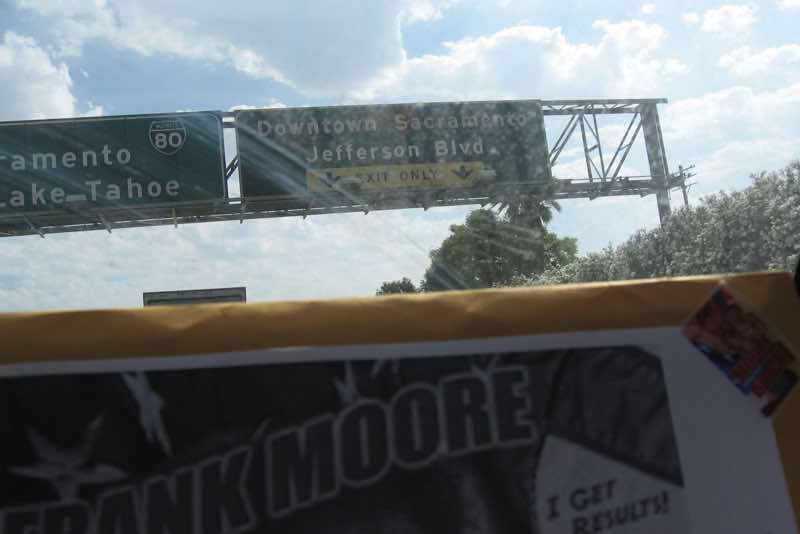 ramento
Lake Tahoe
80
Downtown Sacramento
Jefferson Blvd
EXIT ONLY
FRANK MOORE
I GET
RESULTS!